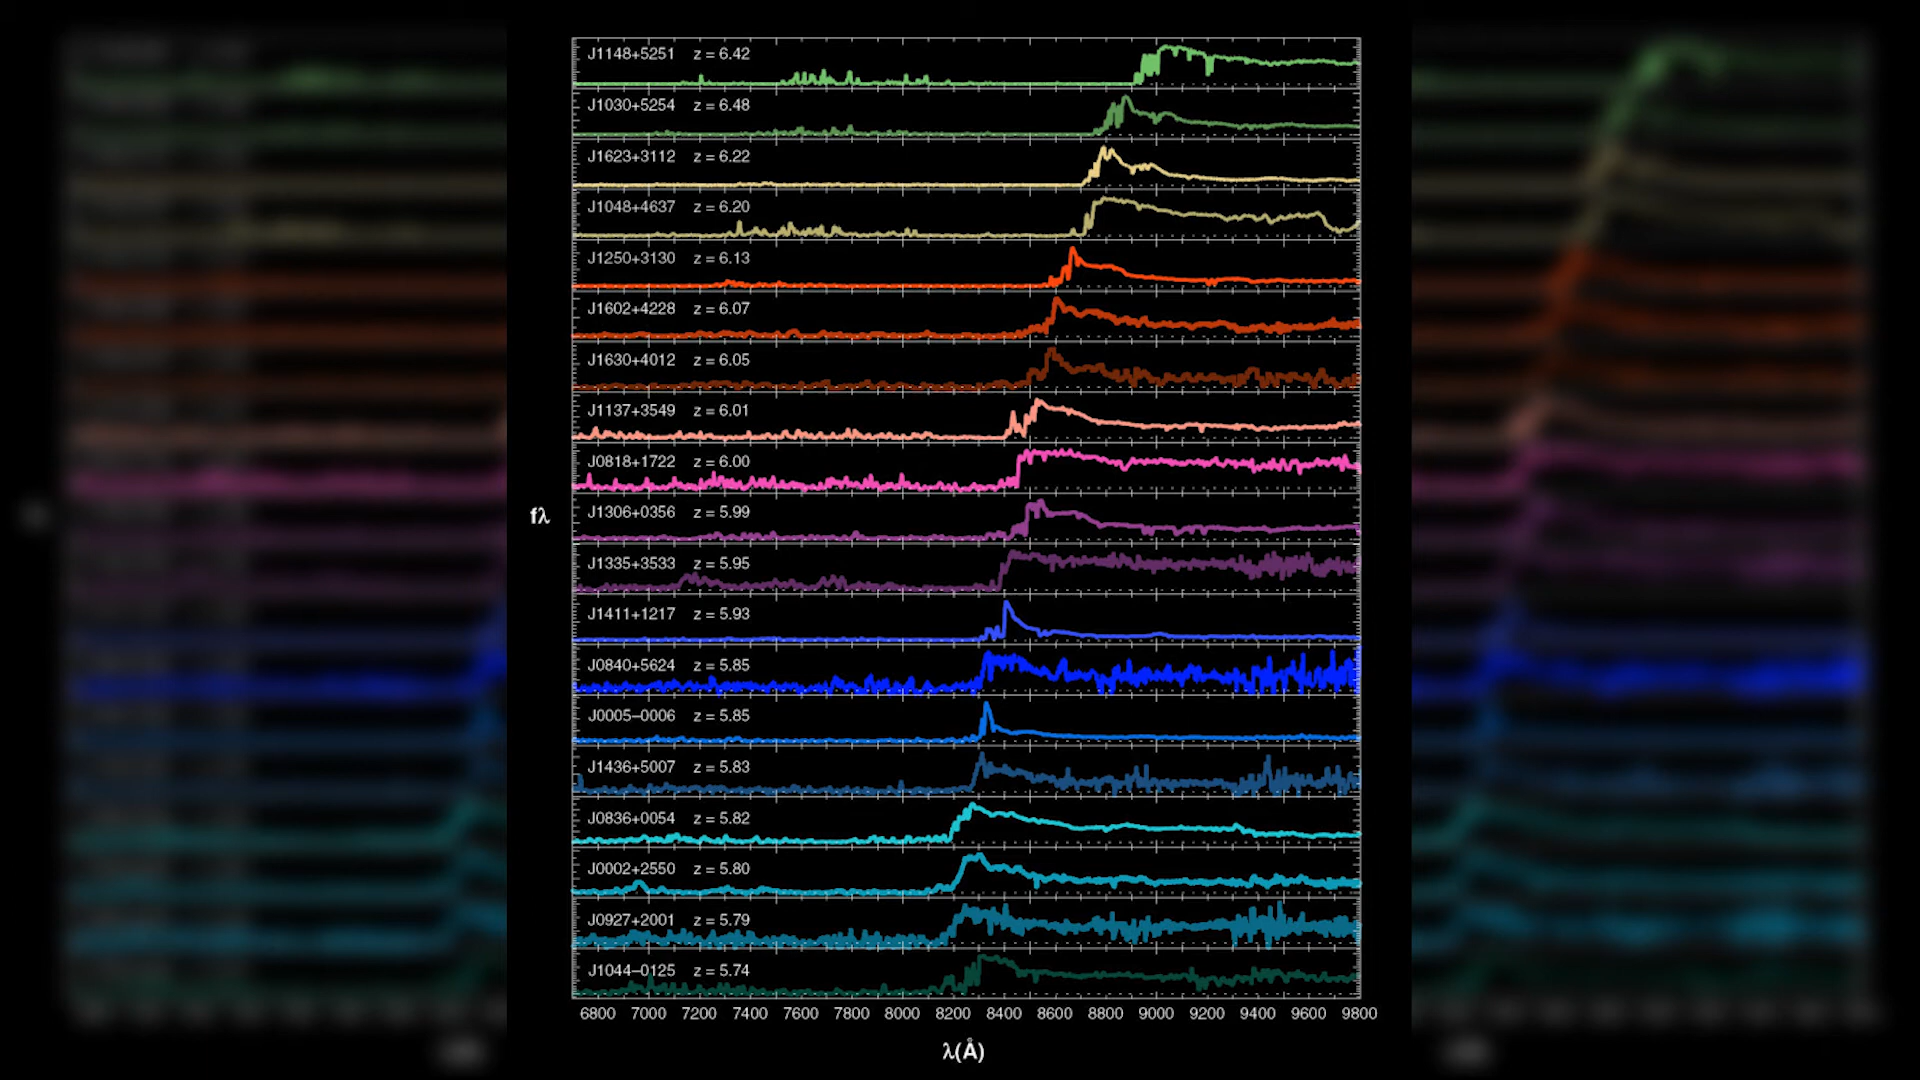 J1148+5251 z = 6.42
J1030+5254 z = 6.48
J1623+3112 z = 6.22
J1048+4637 z = 6.20
J1250+3130 z = 6.13
J1602+4228 z = 6.07
J1630+4012 z = 6.05
J1137+3549 z = 6.01
J0818+1722 z = 6.00
fλ
J1306+0356 z = 5.99
J1335+3533 z = 5.95
J1411+1217 z = 5.93
J0840+5624 z = 5.85
J0005–0006 z = 5.85
J1436+5007 z = 5.83
J0836+0054 z = 5.82
J0002+2550 z = 5.80
J0927+2001 z = 5.79
J1044–0125 z = 5.74
6800 7000 7200 7400 7600 7800 8000 8200 8400 8600 8800 9000 9200 9400 9600 9800
λ(Å)